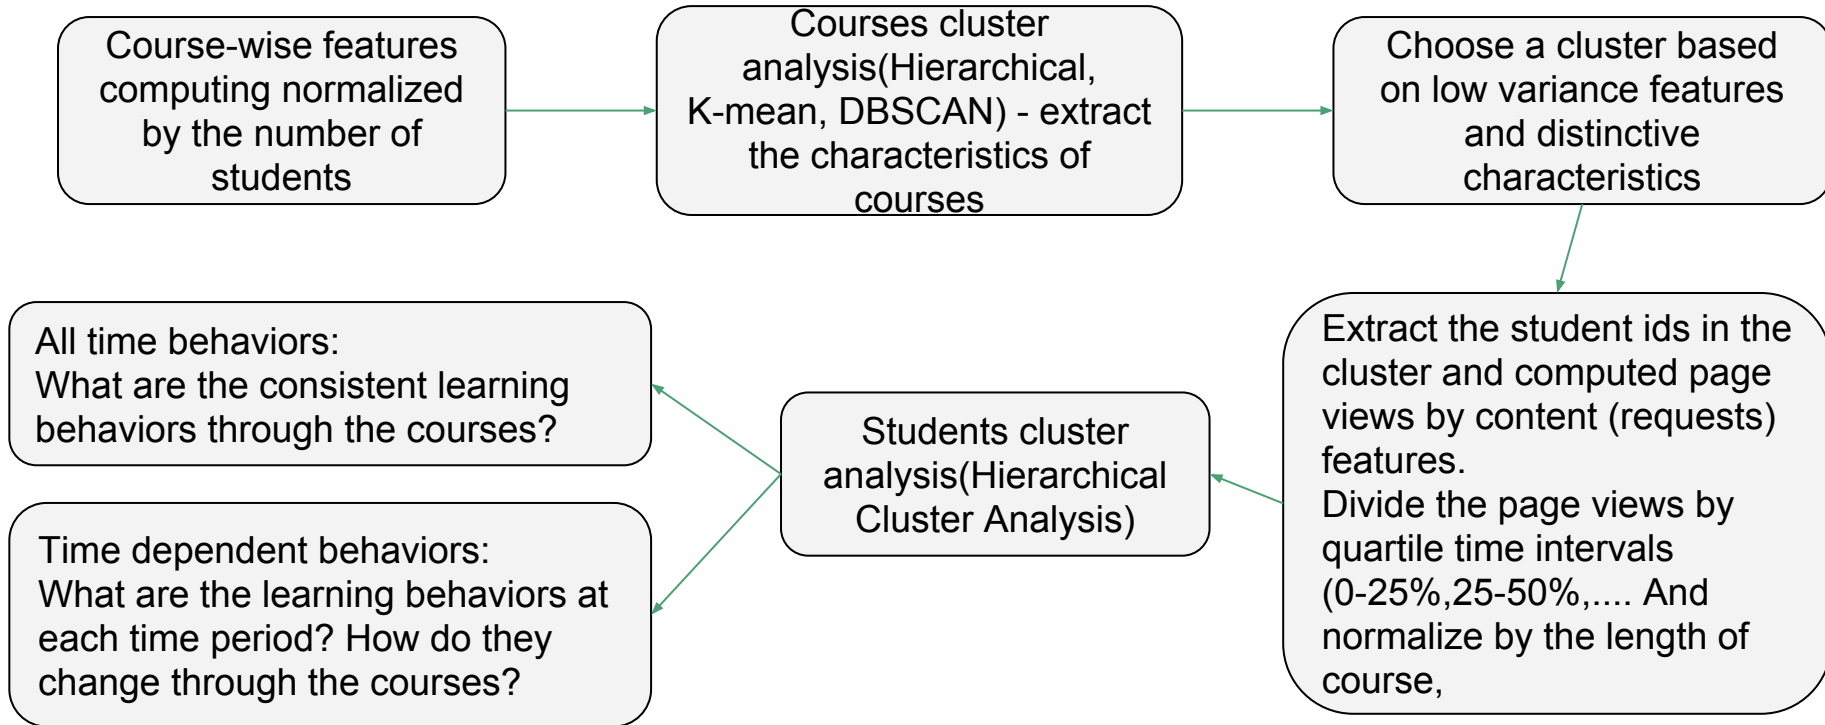 Course-wise features
computing normalized
by the number of
students
Courses cluster
analysis(Hierarchical,
K-mean, DBSCAN) - extract
the characteristics of
courses
Choose a cluster based
on low variance features
and distinctive
characteristics
Extract the student ids in the
cluster and computed page
views by content (requests)
features.
Divide the page views by
quartile time intervals
(0-25%,25-50%,.... And
normalize by the length of
course,
Students cluster
analysis(Hierarchical
Cluster Analysis)
All time behaviors:
What are the consistent learning
behaviors through the courses?
Time dependent behaviors:
What are the learning behaviors at
each time period? How do they
change through the courses?